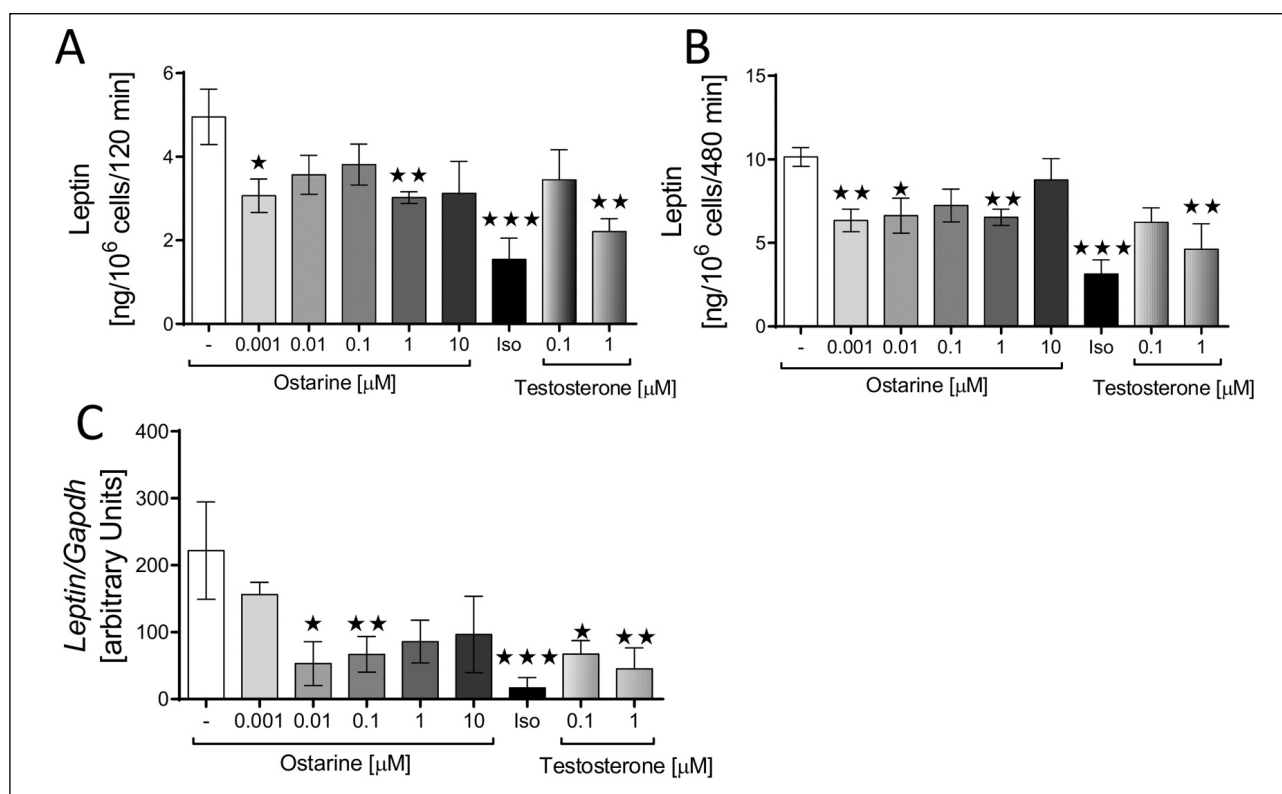 A
Leptin
[ng/10⁶ cells/120 min]
6
4
2
0
★
★★
★★★
★★
- 0.001 0.01 0.1 1 10 Iso 0.1 1
Ostarine [μM]
Testosterone [μM]
B
Leptin
[ng/10⁶ cells/480 min]
15
10
5
0
★★
★
★★
★★★
★★
- 0.001 0.01 0.1 1 10 Iso 0.1 1
Ostarine [μM]
Testosterone [μM]
C
Leptin/Gapdh
[arbitrary Units]
400
300
200
100
0
★
★★
★★★
★
★★
- 0.001 0.01 0.1 1 10 Iso 0.1 1
Ostarine [μM]
Testosterone [μM]